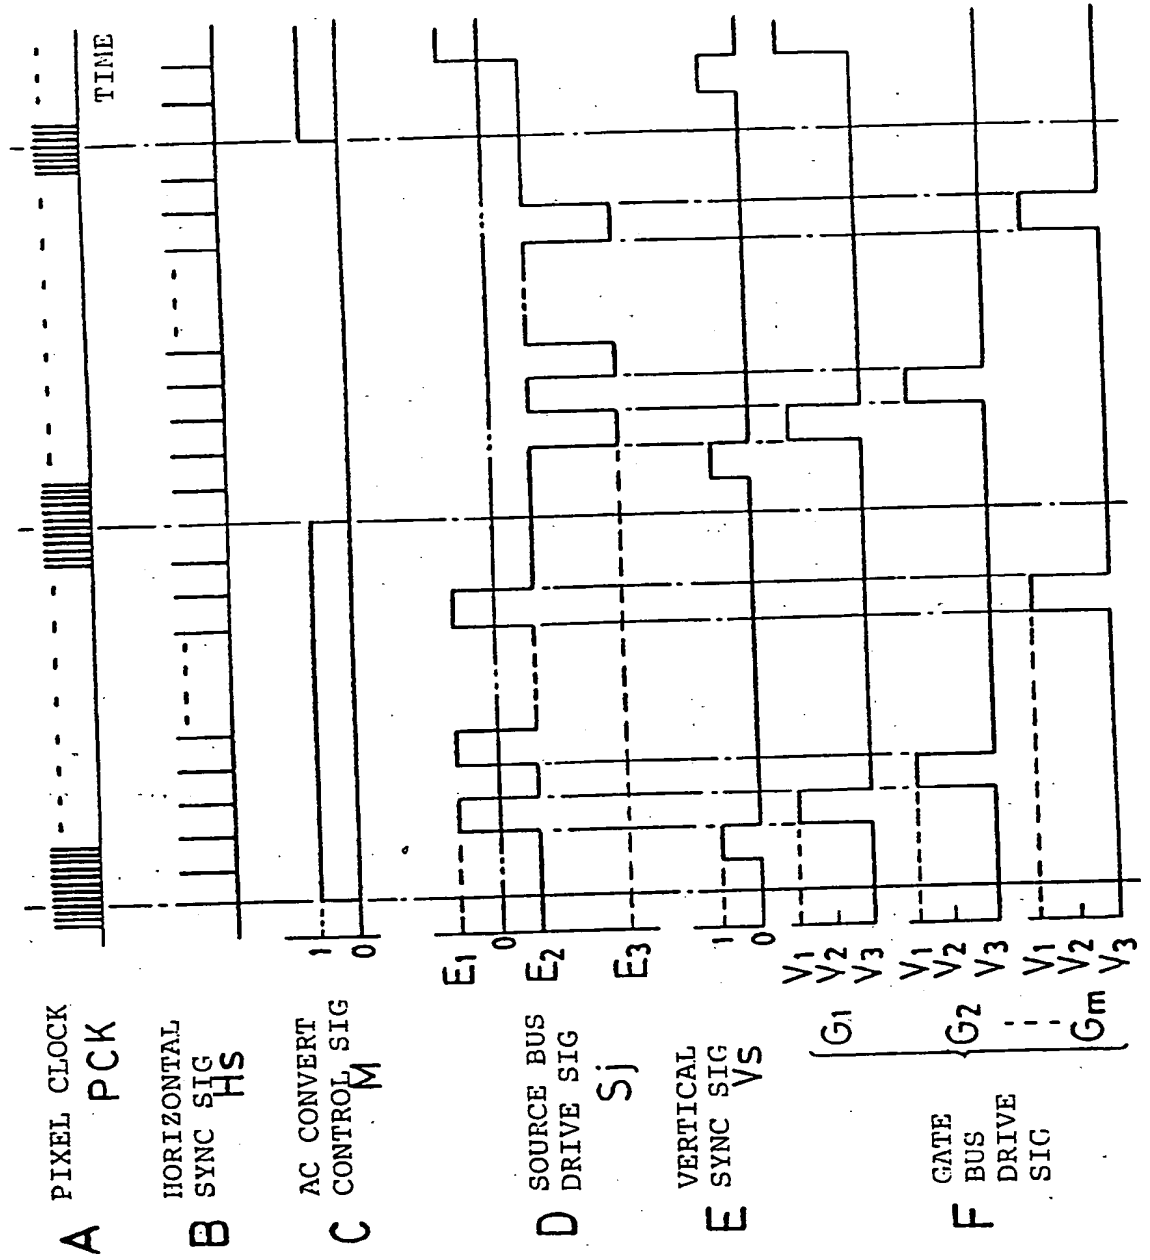 A PIXEL CLOCK
PCK
TIME
B HORIZONTAL
SYNC SIG
Hs
C AC CONVERT
CONTROL SIG
M
1
0
D SOURCE BUS
DRIVE SIG
Sj
E1
0
E2
E3
E VERTICAL
SYNC SIG
Vs
1
0
F GATE
BUS
DRIVE
SIG
G1
V1
V2
V3
G2
V1
V2
V3
Gm
V1
V2
V3